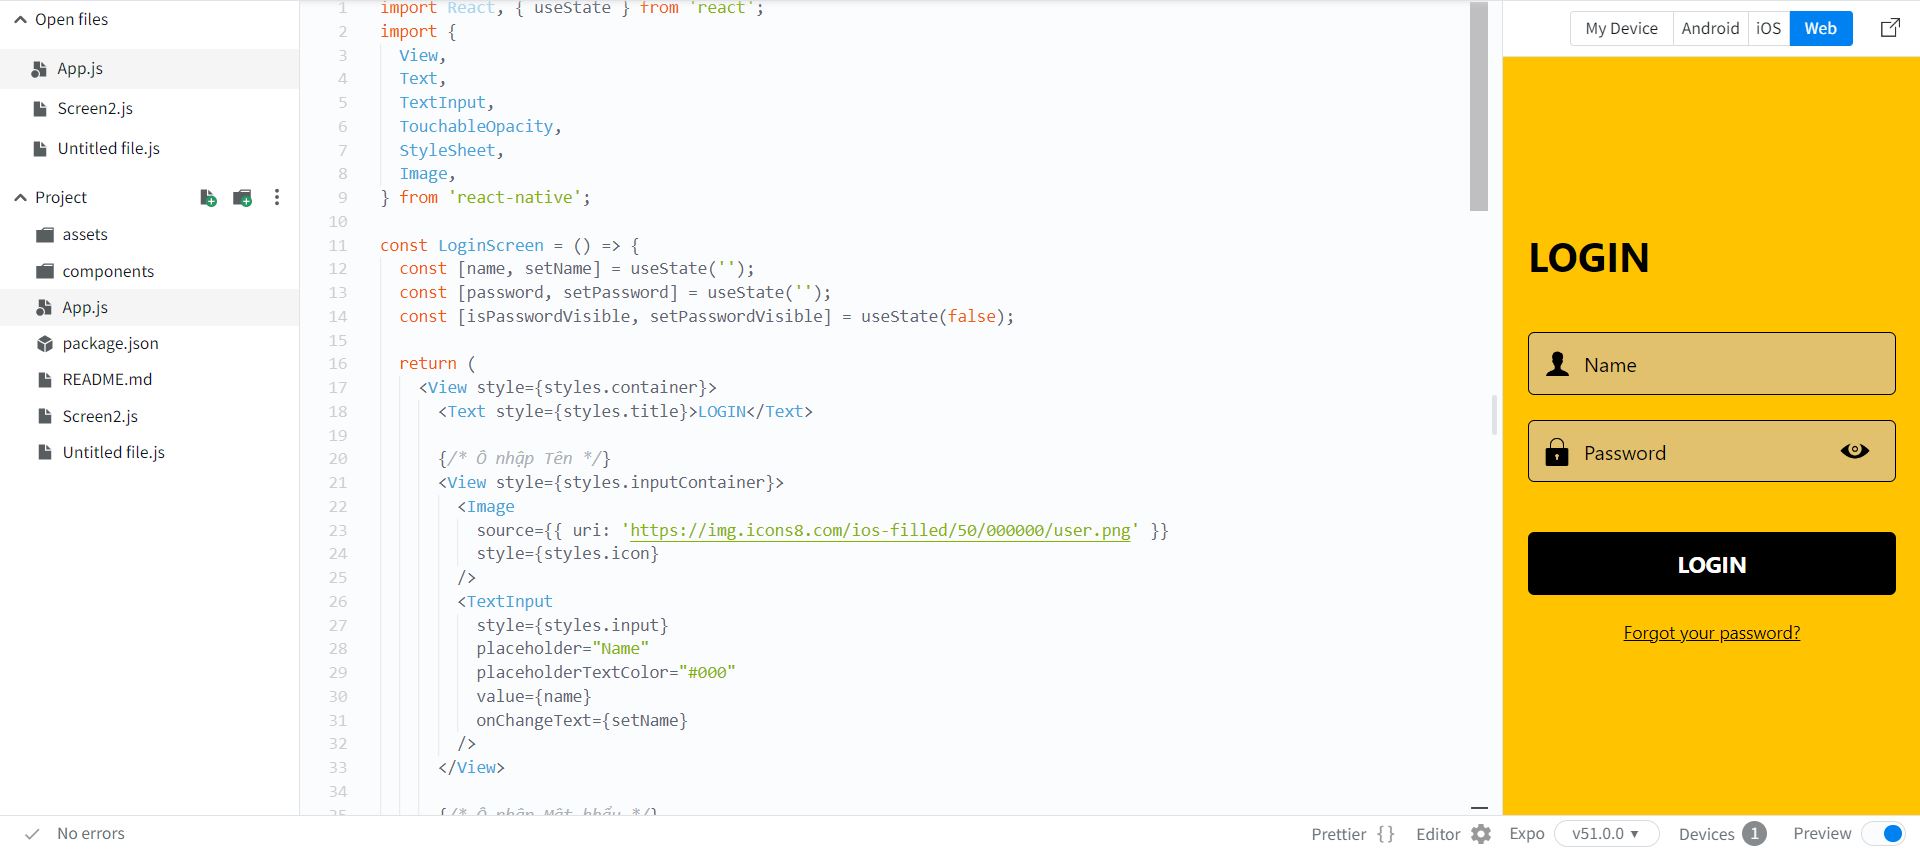 Open files
App.js
Screen2.js
Untitled file.js
Project
assets
components
App.js
package.json
README.md
Screen2.js
Untitled file.js
1 import React, { useState } from 'react';
2 import {
3 View,
4 Text,
5 TextInput,
6 TouchableOpacity,
7 StyleSheet,
8 Image,
9 } from 'react-native';
10
11 const LoginScreen = () => {
12 const [name, setName] = useState('');
13 const [password, setPassword] = useState('');
14 const [isPasswordVisible, setPasswordVisible] = useState(false);
15
16 return (
17 <View style={styles.container}>
18 <Text style={styles.title}>LOGIN</Text>
19
20 {/* Ô nhập Tên */}
21 <View style={styles.inputContainer}>
22 <Image
23 source={{ uri: 'https://img.icons8.com/ios-filled/50/000000/user.png' }}
24 style={styles.icon}
25 />
26 <TextInput
27 style={styles.input}
28 placeholder="Name"
29 placeholderTextColor="#000"
30 value={name}
31 onChangeText={setName}
32 />
33 </View>
34
35 {/* Ô nhập Mật khẩu */}
My Device Android iOS Web
LOGIN
Name
Password
LOGIN
Forgot your password?
No errors
Prettier {} Editor Expo v51.0.0 Devices 1 Preview